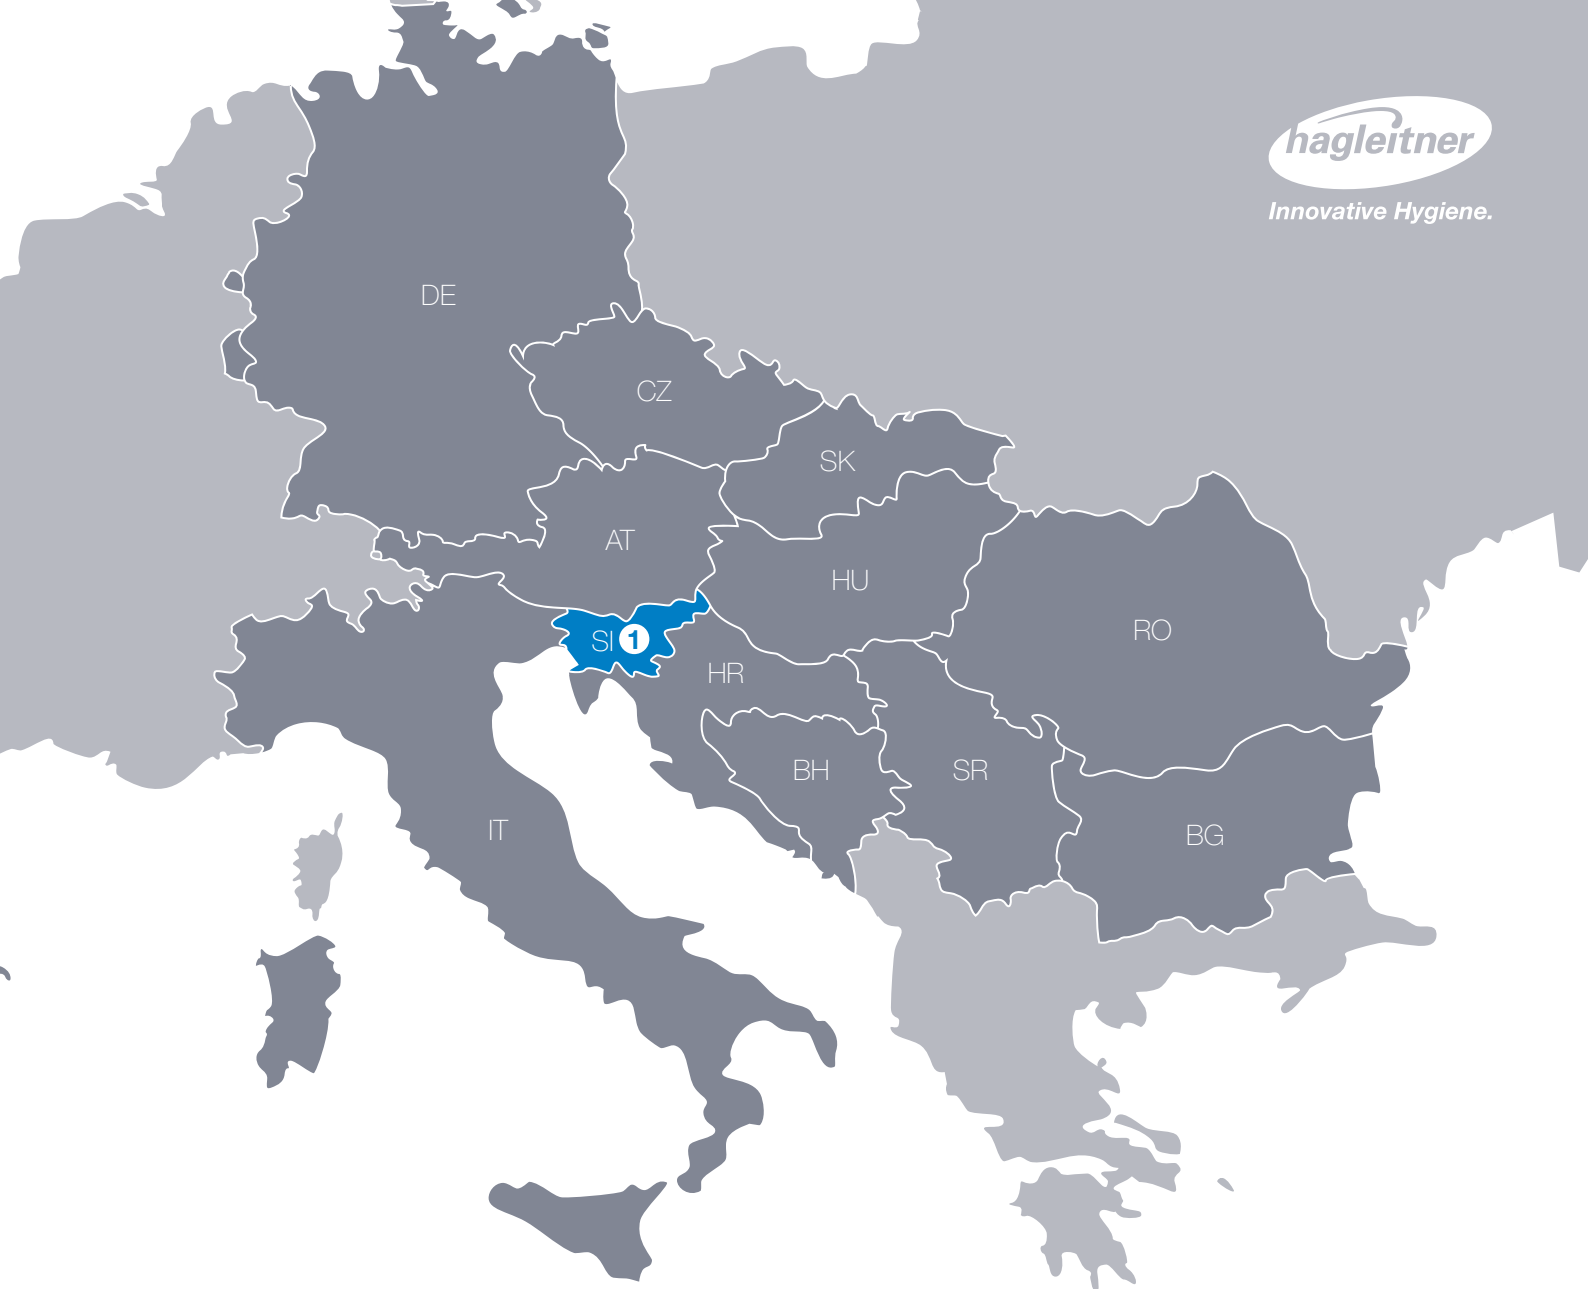 hagleitner
Innovative Hygiene.
DE
CZ
SK
AT
HU
RO
SI 1
HR
BH
SR
IT
BG